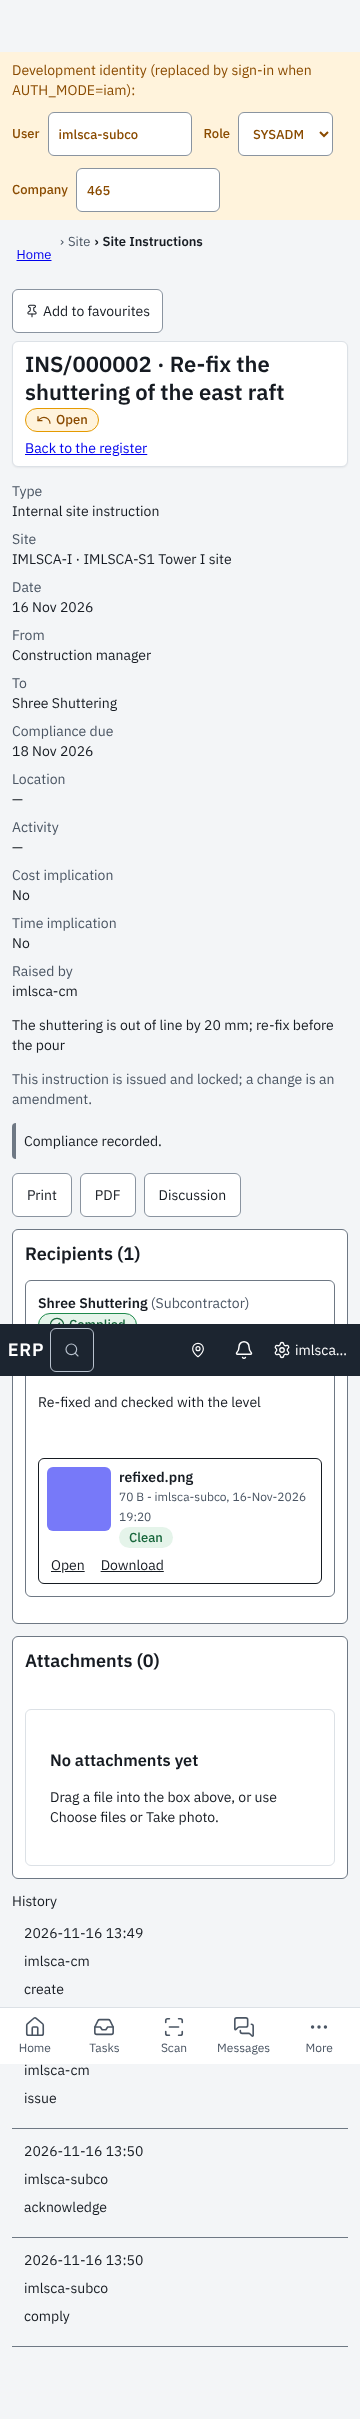 Development identity (replaced by sign-in when
AUTH_MODE=iam):
User imlsca-subco Role SYSADM
Company 465
Home › Site › Site Instructions
Add to favourites
INS/000002 · Re-fix the
shuttering of the east raft
Open
Back to the register
Type
Internal site instruction
Site
IMLSCA-I · IMLSCA-S1 Tower I site
Date
16 Nov 2026
From
Construction manager
To
Shree Shuttering
Compliance due
18 Nov 2026
Location
—
Activity
—
Cost implication
No
Time implication
No
Raised by
imlsca-cm
The shuttering is out of line by 20 mm; re-fix before
the pour
This instruction is issued and locked; a change is an
amendment.
Compliance recorded.
Print PDF Discussion
Recipients (1)
Shree Shuttering (Subcontractor)
Complied
ERP imlsca...
Re-fixed and checked with the level
refixed.png
70 B - imlsca-subco, 16-Nov-2026
19:20
Clean
Open Download
Attachments (0)
No attachments yet
Drag a file into the box above, or use
Choose files or Take photo.
History
2026-11-16 13:49
imlsca-cm
create
Home Tasks Scan Messages More
imlsca-cm
issue
2026-11-16 13:50
imlsca-subco
acknowledge
2026-11-16 13:50
imlsca-subco
comply